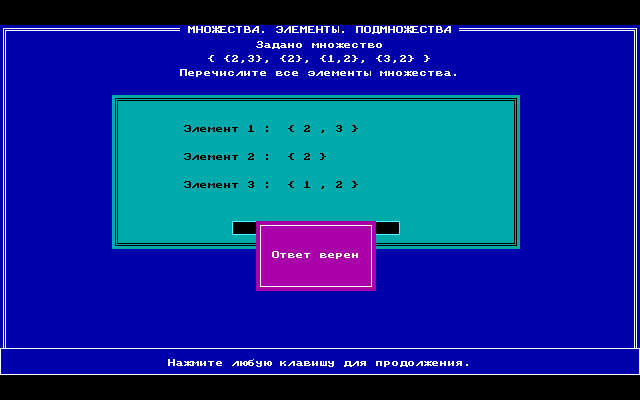 МНОЖЕСТВА. ЭЛЕМЕНТЫ. ПОДМНОЖЕСТВА
Задано множество
{ {2,3}, {2}, {1,2}, {3,2} }
Перечислите все элементы множества.
Элемент 1 : { 2 , 3 }
Элемент 2 : { 2 }
Элемент 3 : { 1 , 2 }
Ответ верен
Нажмите любую клавишу для продолжения.